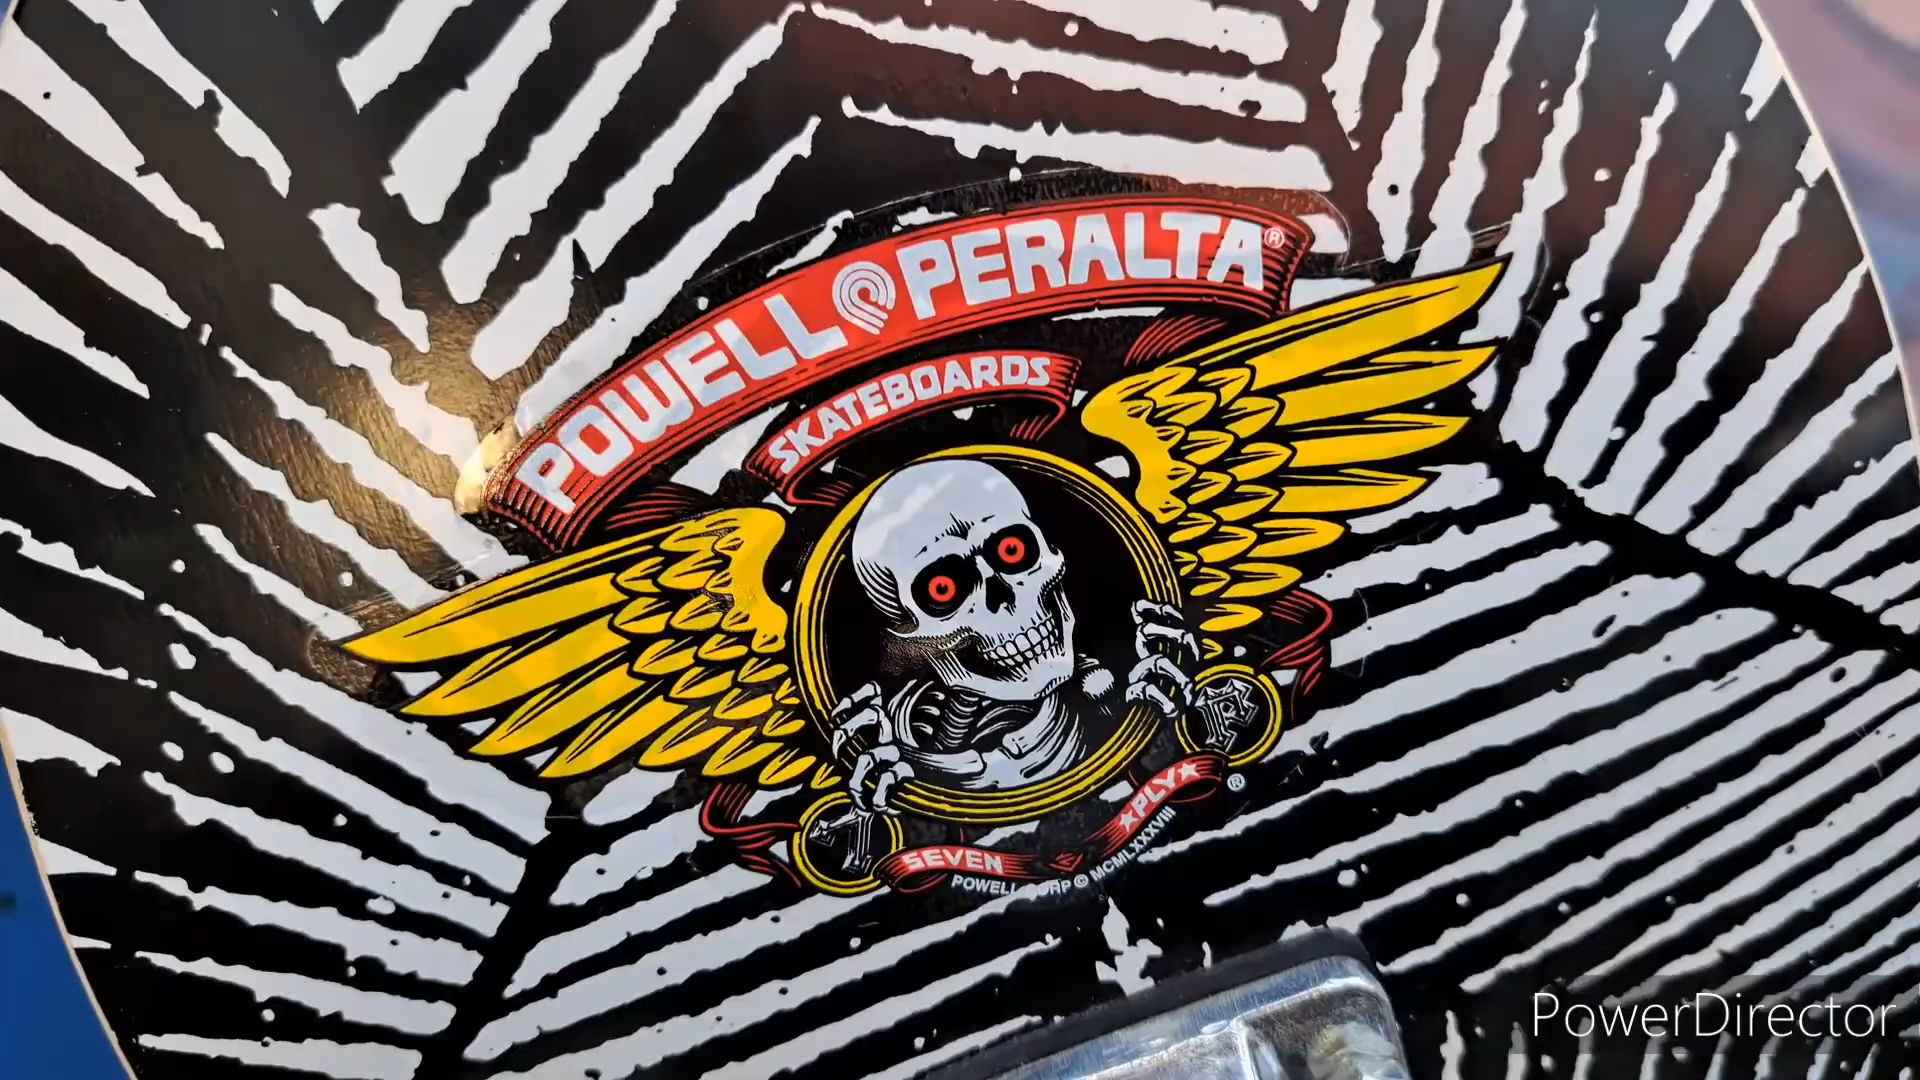 POWELL PERALTA®
SKATEBOARDS
SEVEN ★PLY★ ®
POWELL CORP © MCMLXXXVIII
PowerDirector